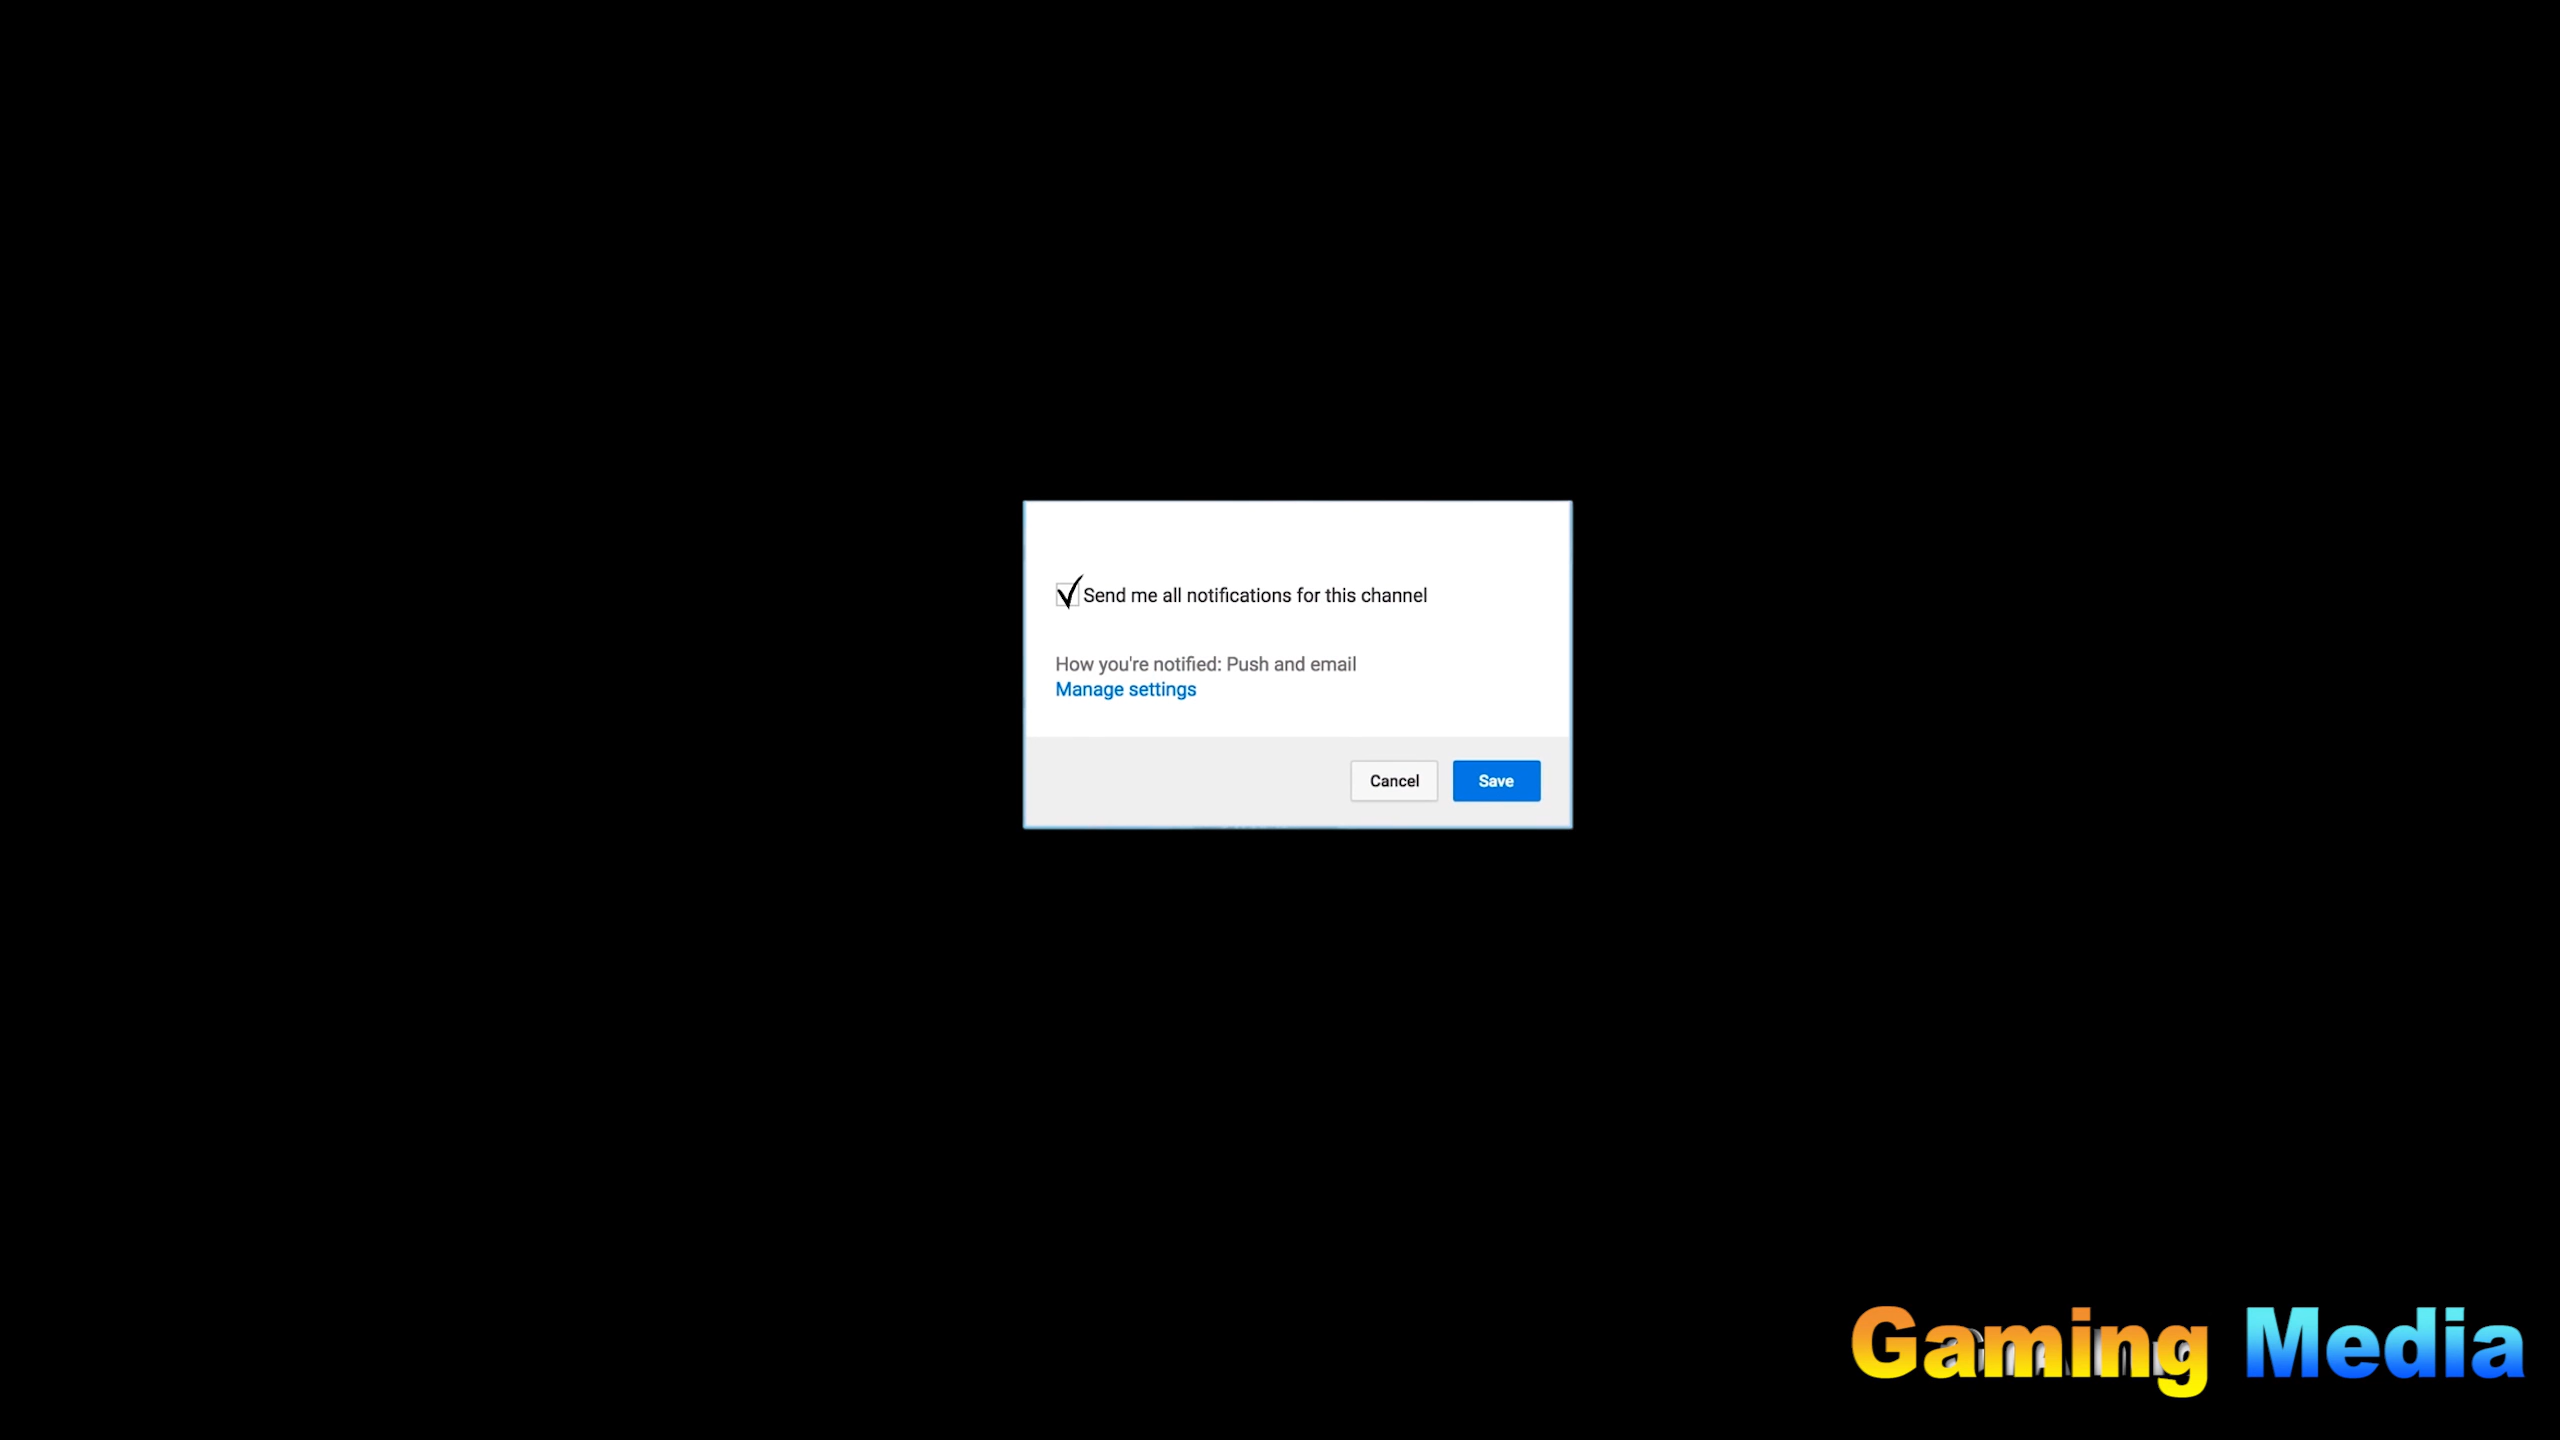 Send me all notifications for this channel
How you're notified: Push and email
Manage settings
Cancel Save
Gaming Media